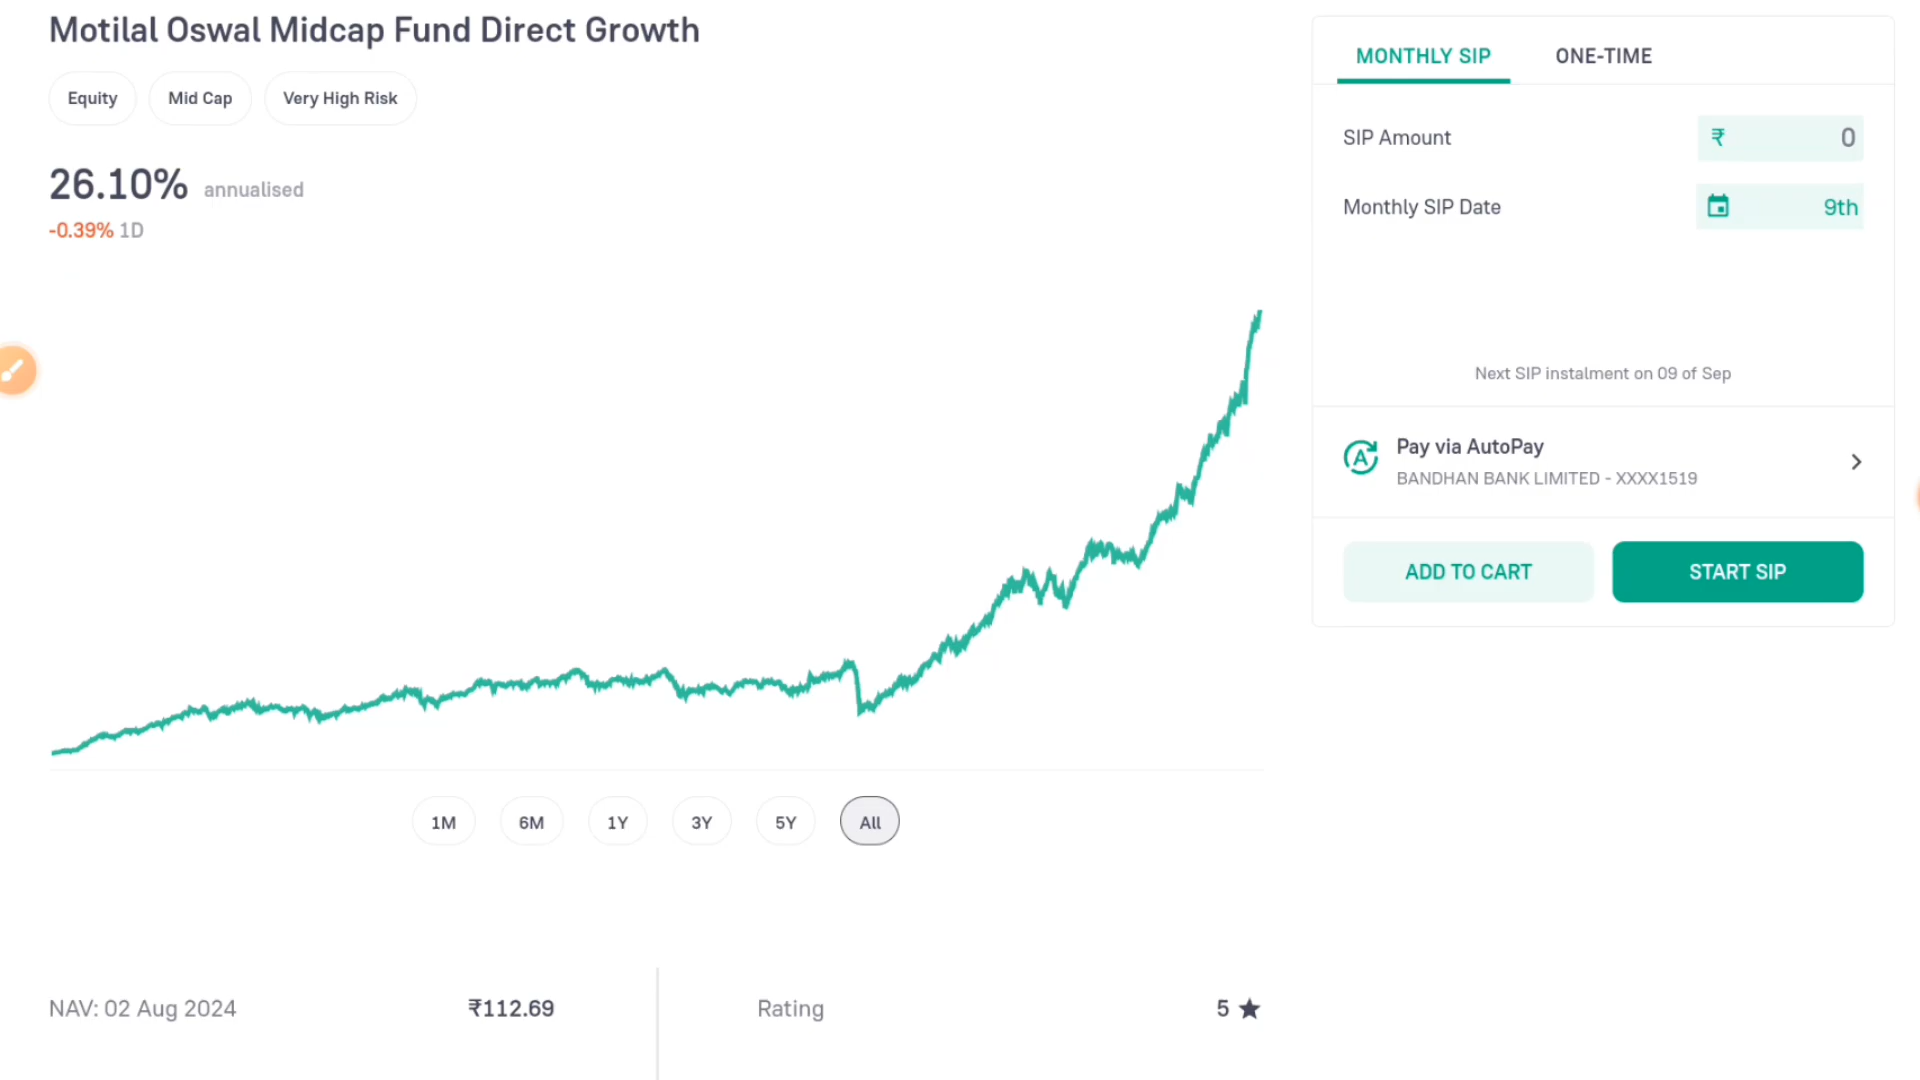 Motilal Oswal Midcap Fund Direct Growth
Equity
Mid Cap
Very High Risk
26.10% annualised
-0.39% 1D
1M
6M
1Y
3Y
5Y
All
NAV: 02 Aug 2024
₹112.69
Rating
5 ★
MONTHLY SIP
ONE-TIME
SIP Amount
₹ 0
Monthly SIP Date
9th
Next SIP instalment on 09 of Sep
A
Pay via AutoPay
BANDHAN BANK LIMITED - XXXX1519
ADD TO CART
START SIP